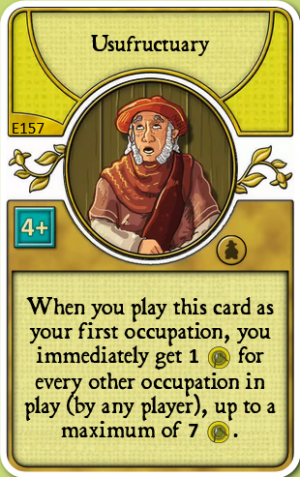 Usufructuary
E157
4+
When you play this card as
your first occupation, you
immediately get 1 for
every other occupation in
play (by any player), up to a
maximum of 7 .